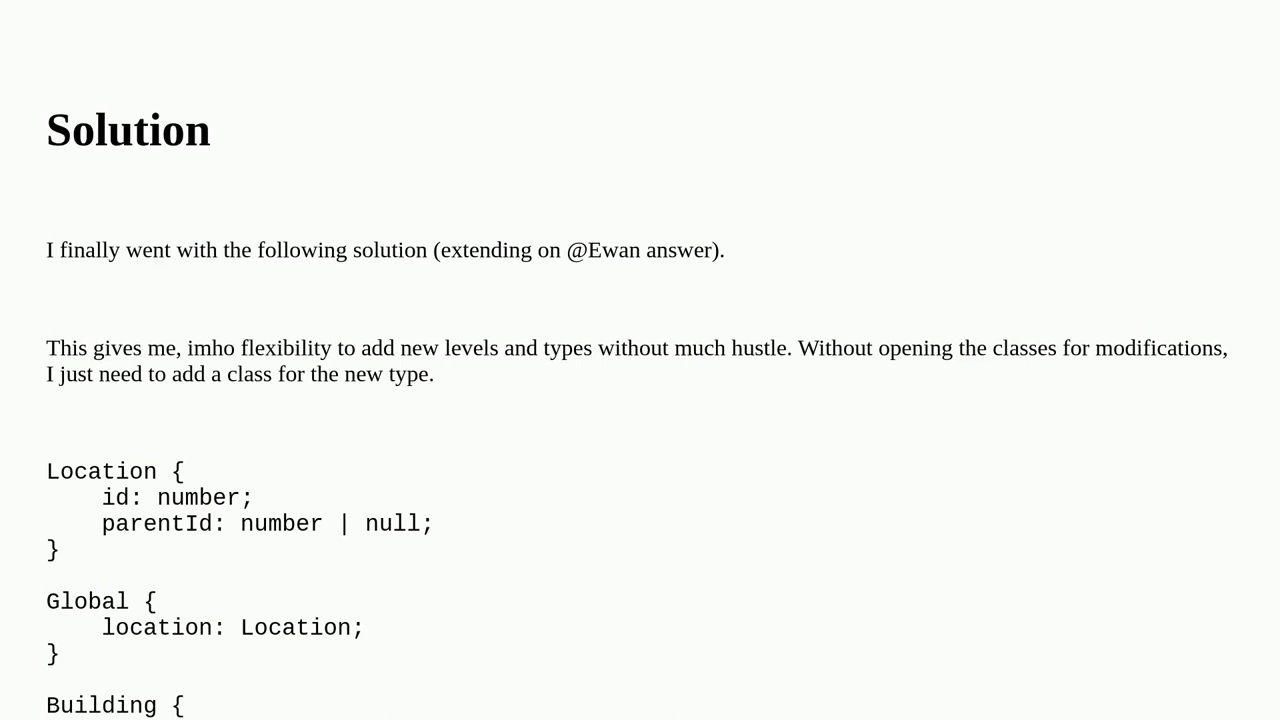 Solution
I finally went with the following solution (extending on @Ewan answer).
This gives me, imho flexibility to add new levels and types without much hustle. Without opening the classes for modifications,
I just need to add a class for the new type.
Location {
    id: number;
    parentId: number | null;
}
Global {
    location: Location;
}
Building {